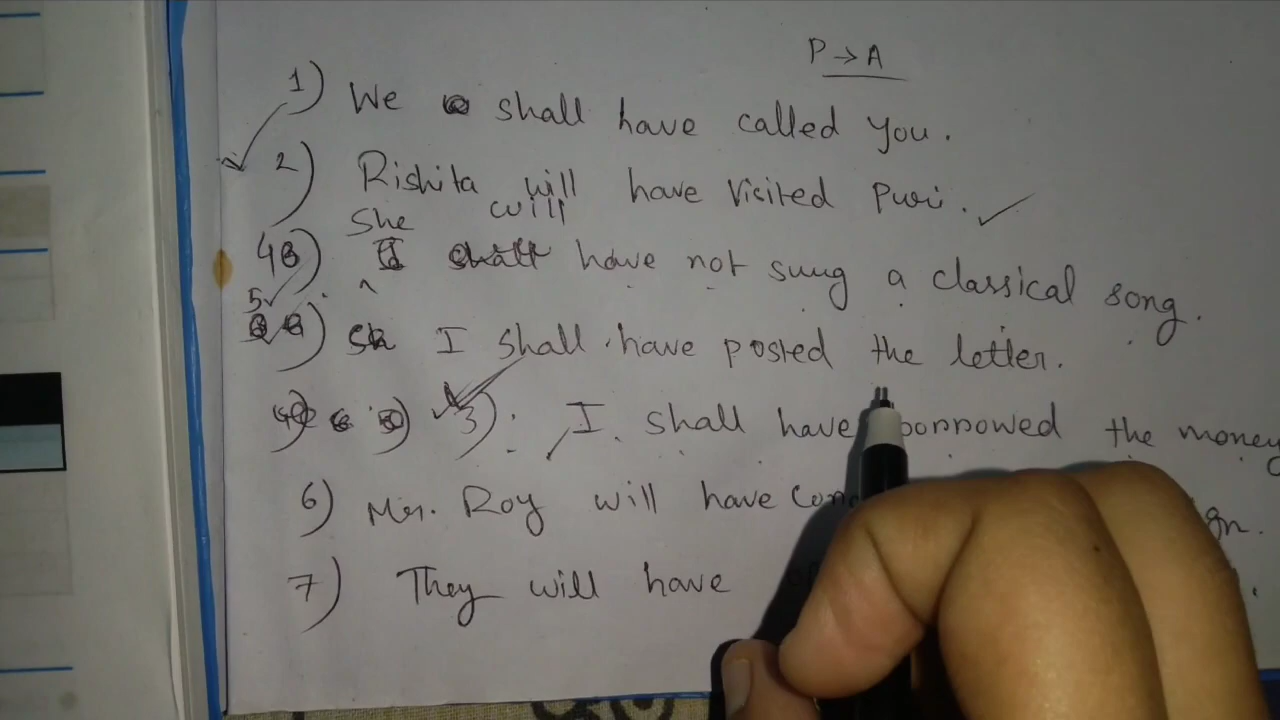 P → A
1) We shall have called you.
2) Rishita will have visited Puri.
She will
4) have not sung a classical song.
5) I shall have posted the letter.
3) I shall have borrowed the money
6) Mr. Roy will have
7) They will have